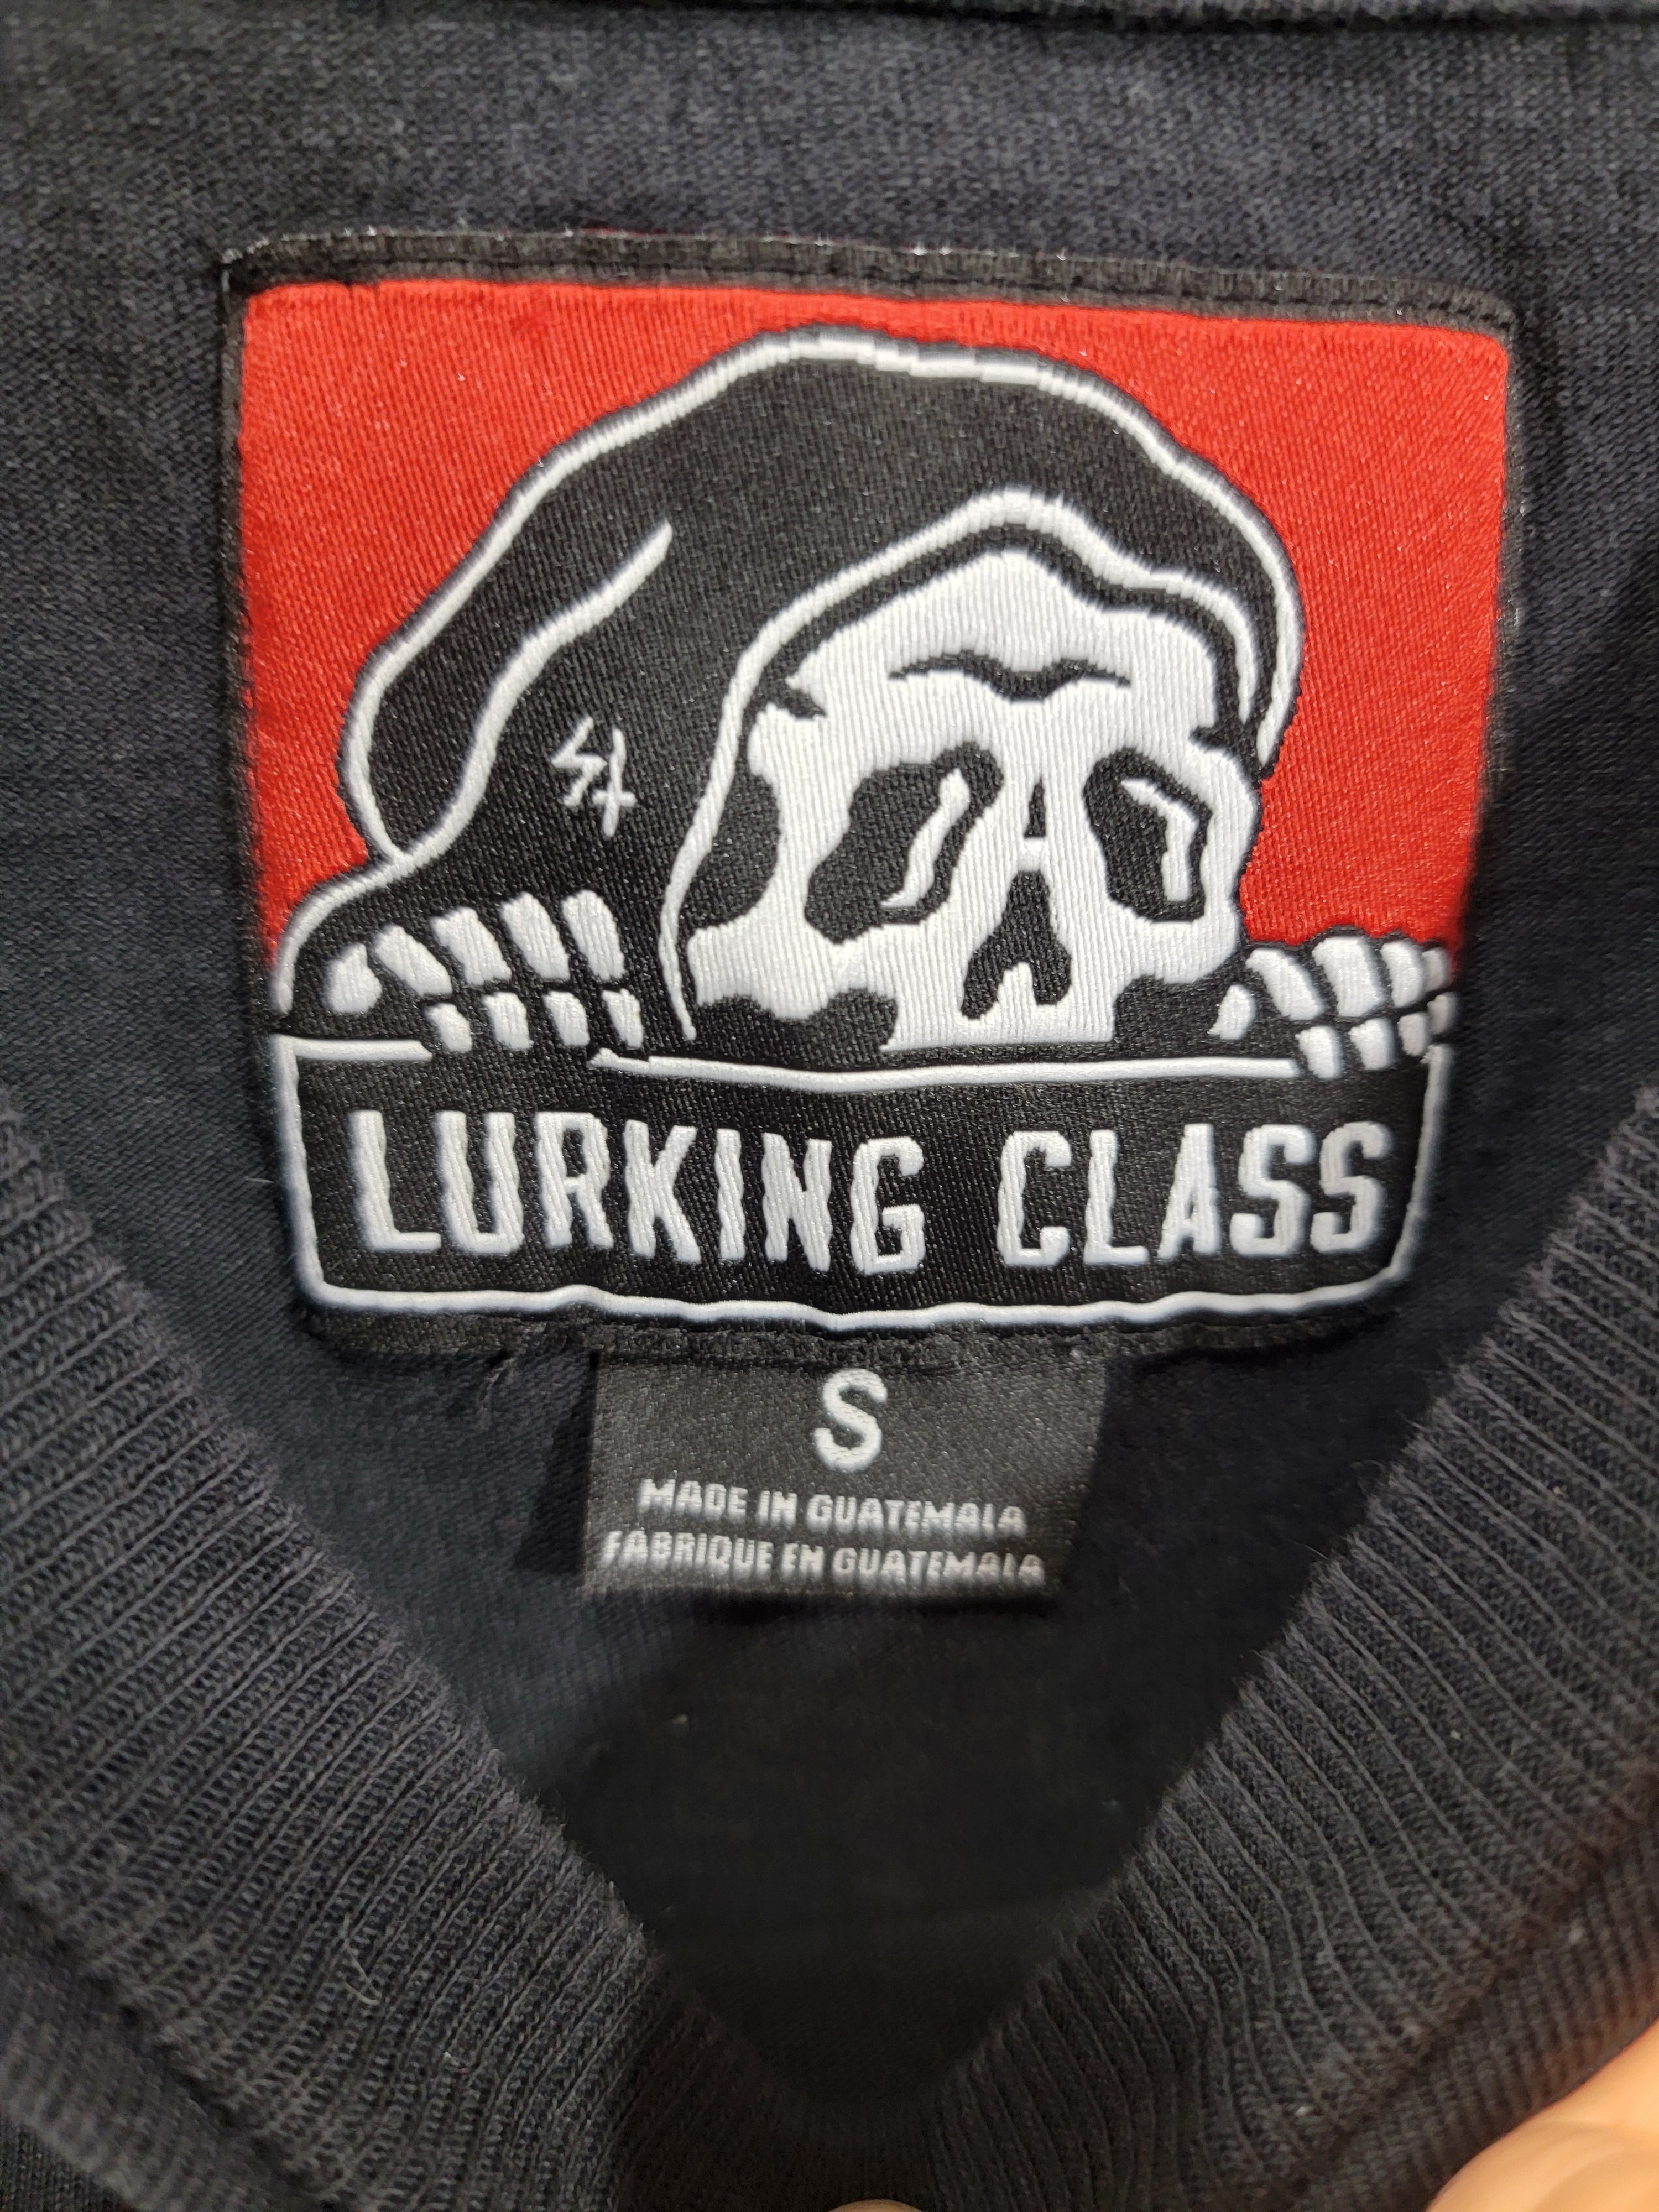 LURKING CLASS
S
MADE IN GUATEMALA
FABRIQUE EN GUATEMALA